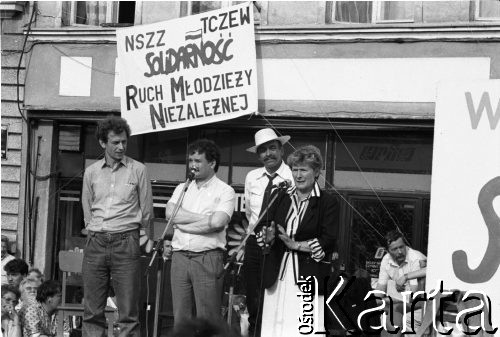 NSZZ TCZEW
SOLIDARNOŚĆ
RUCH MŁODZIEŻY
NIEZALEŻNEJ
W
S
Ośrodek
Karta